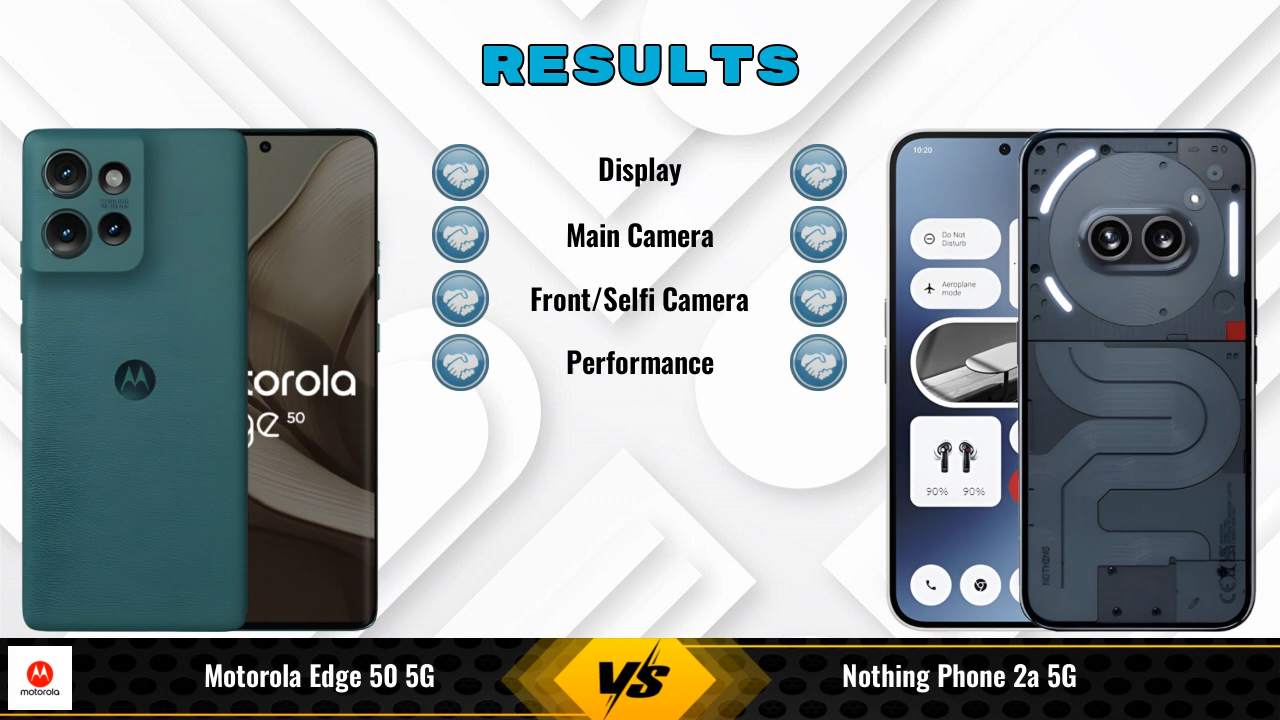 RESULTS
Display
Main Camera
Front/Selfi Camera
Performance
torola
ge 50
10:20
Do Not
Disturb
Aeroplane
mode
90% 90%
NOTHING
motorola
Motorola Edge 50 5G
VS
Nothing Phone 2a 5G